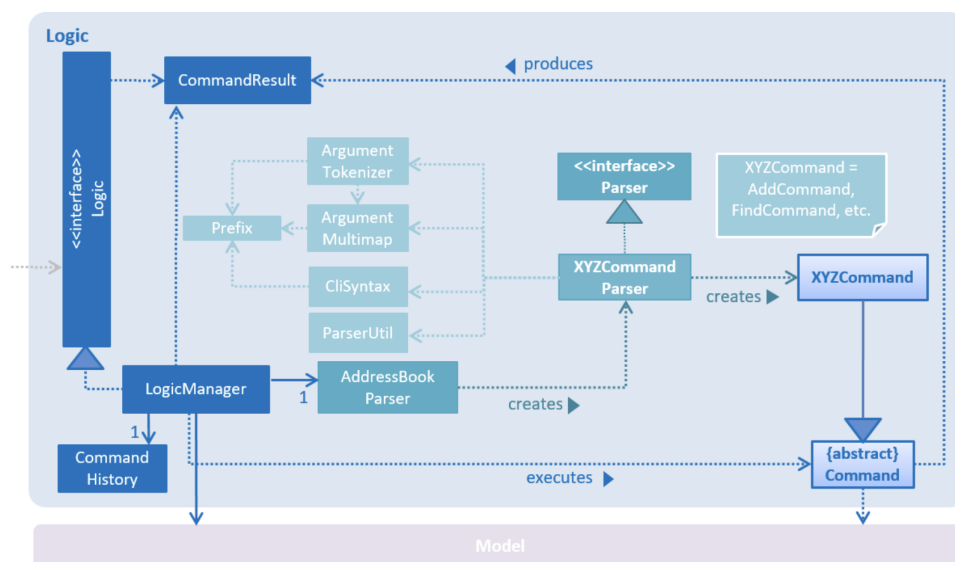 Logic
<<interface>>
Logic
CommandResult
produces
Argument
Tokenizer
<<interface>>
Parser
XYZCommand =
AddCommand,
FindCommand, etc.
Prefix
Argument
Multimap
XYZCommand
Parser
XYZCommand
CliSyntax
creates
ParserUtil
LogicManager
1
AddressBook
Parser
creates
1
Command
History
executes
{abstract}
Command
Model